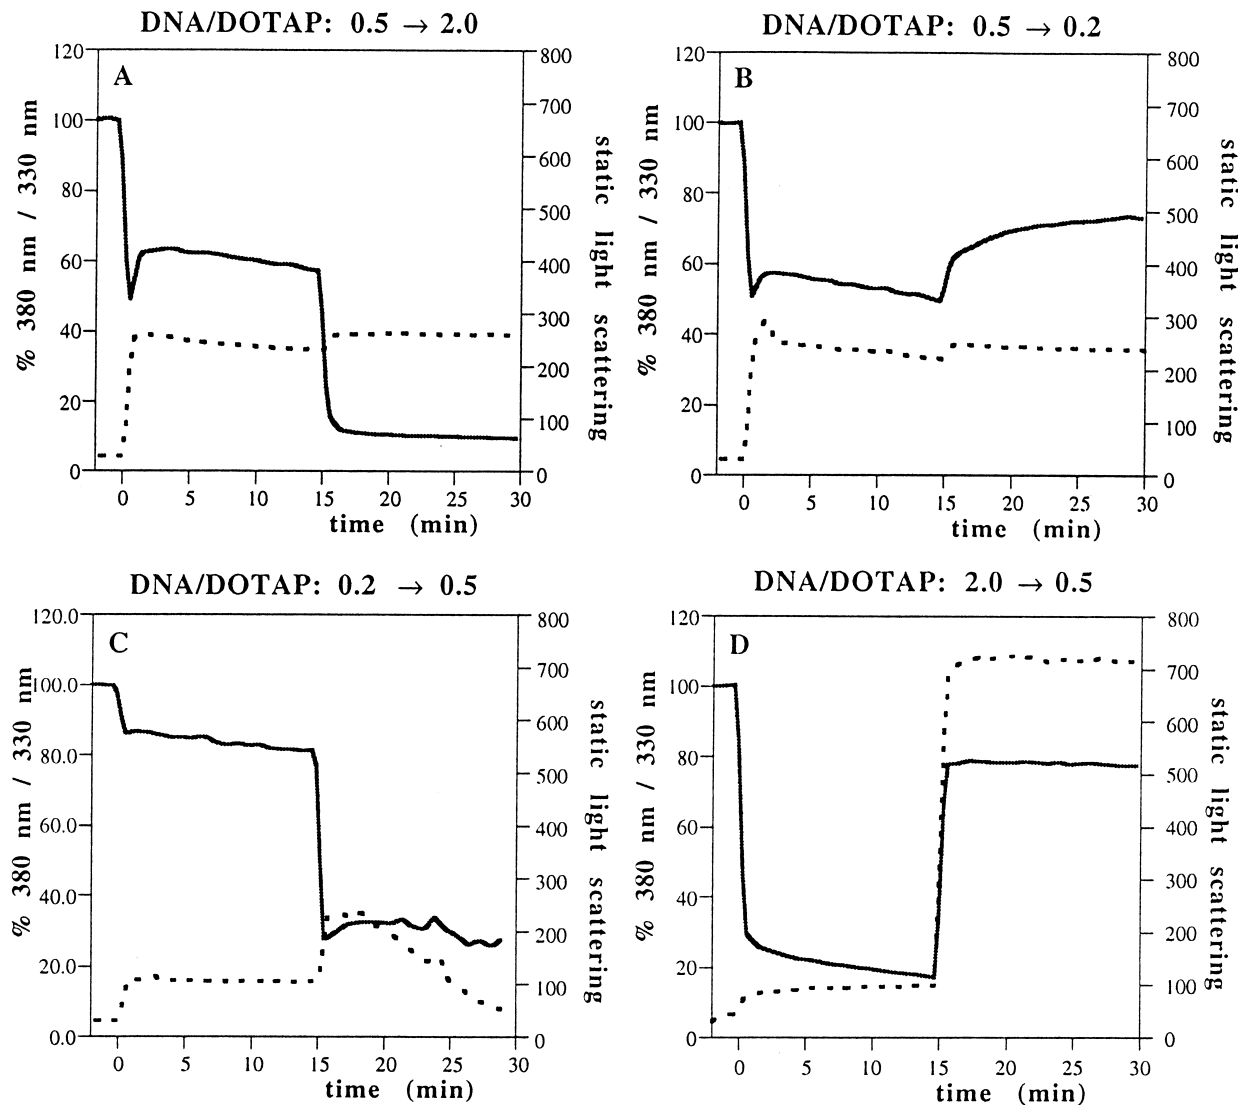 DNA/DOTAP: 0.5 → 2.0
A
% 380 nm / 330 nm
120
100
80
60
40
20
0
800
700
600
500
400
300
200
100
0
static light scattering
0 5 10 15 20 25 30
time (min)
DNA/DOTAP: 0.5 → 0.2
B
% 380 nm / 330 nm
120
100
80
60
40
20
0
800
700
600
500
400
300
200
100
0
static light scattering
0 5 10 15 20 25 30
time (min)
DNA/DOTAP: 0.2 → 0.5
C
% 380 nm / 330 nm
120.0
100.0
80.0
60.0
40.0
20.0
0.0
800
700
600
500
400
300
200
100
0
static light scattering
0 5 10 15 20 25 30
time (min)
DNA/DOTAP: 2.0 → 0.5
D
% 380 nm / 330 nm
120
100
80
60
40
20
0
800
700
600
500
400
300
200
100
0
static light scattering
0 5 10 15 20 25 30
time (min)